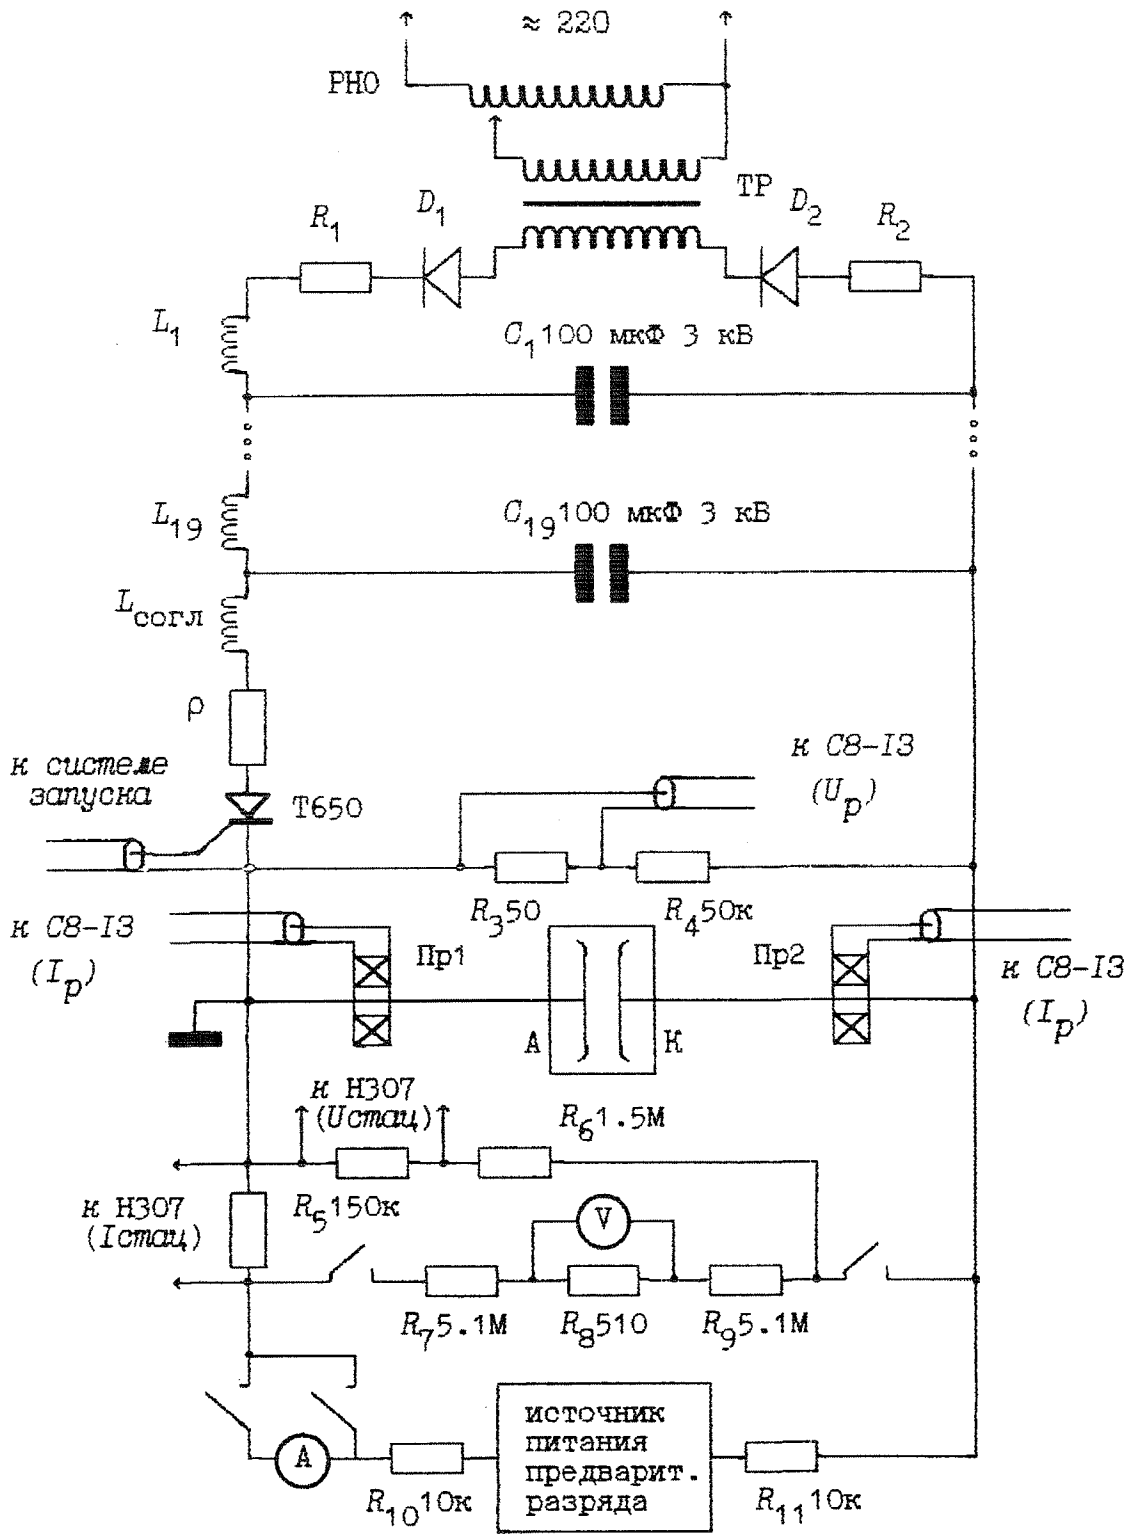 ≈ 220
РНО
ТР
R1
D1
D2
R2
L1
C1 100 мкФ 3 кВ
L19
C19 100 мкФ 3 кВ
Lсогл
ρ
к С8-I3
(Up)
к системе
запуска
Т650
R3 50
R4 50к
к С8-I3
(Ip)
Пр1
Пр2
к С8-I3
(Ip)
А
К
к Н307
(Uстац)
R6 1.5М
R5 150к
к Н307
(Iстац)
V
R7 5.1М
R8 510
R9 5.1М
А
источник
питания
предварит.
разряда
R10 10к
R11 10к